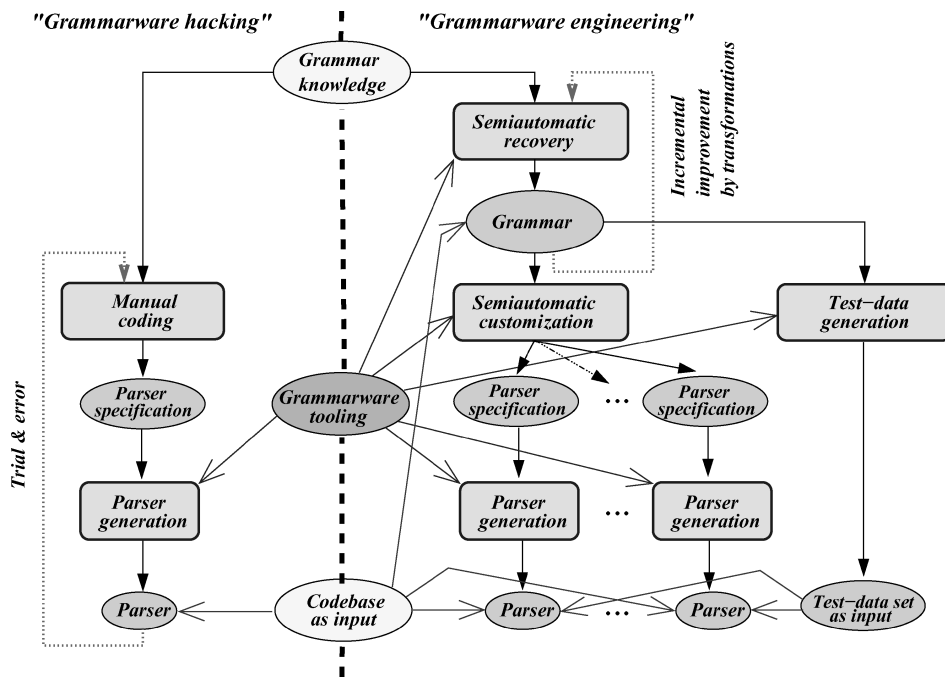 "Grammarware hacking"
"Grammarware engineering"
Grammar
knowledge
Semiautomatic
recovery
Incremental
improvement
by transformations
Grammar
Manual
coding
Semiautomatic
customization
Test−data
generation
Trial & error
Parser
specification
Grammarware
tooling
Parser
specification
...
Parser
specification
Parser
generation
Parser
generation
...
Parser
generation
Parser
Codebase
as input
Parser
...
Parser
Test−data set
as input